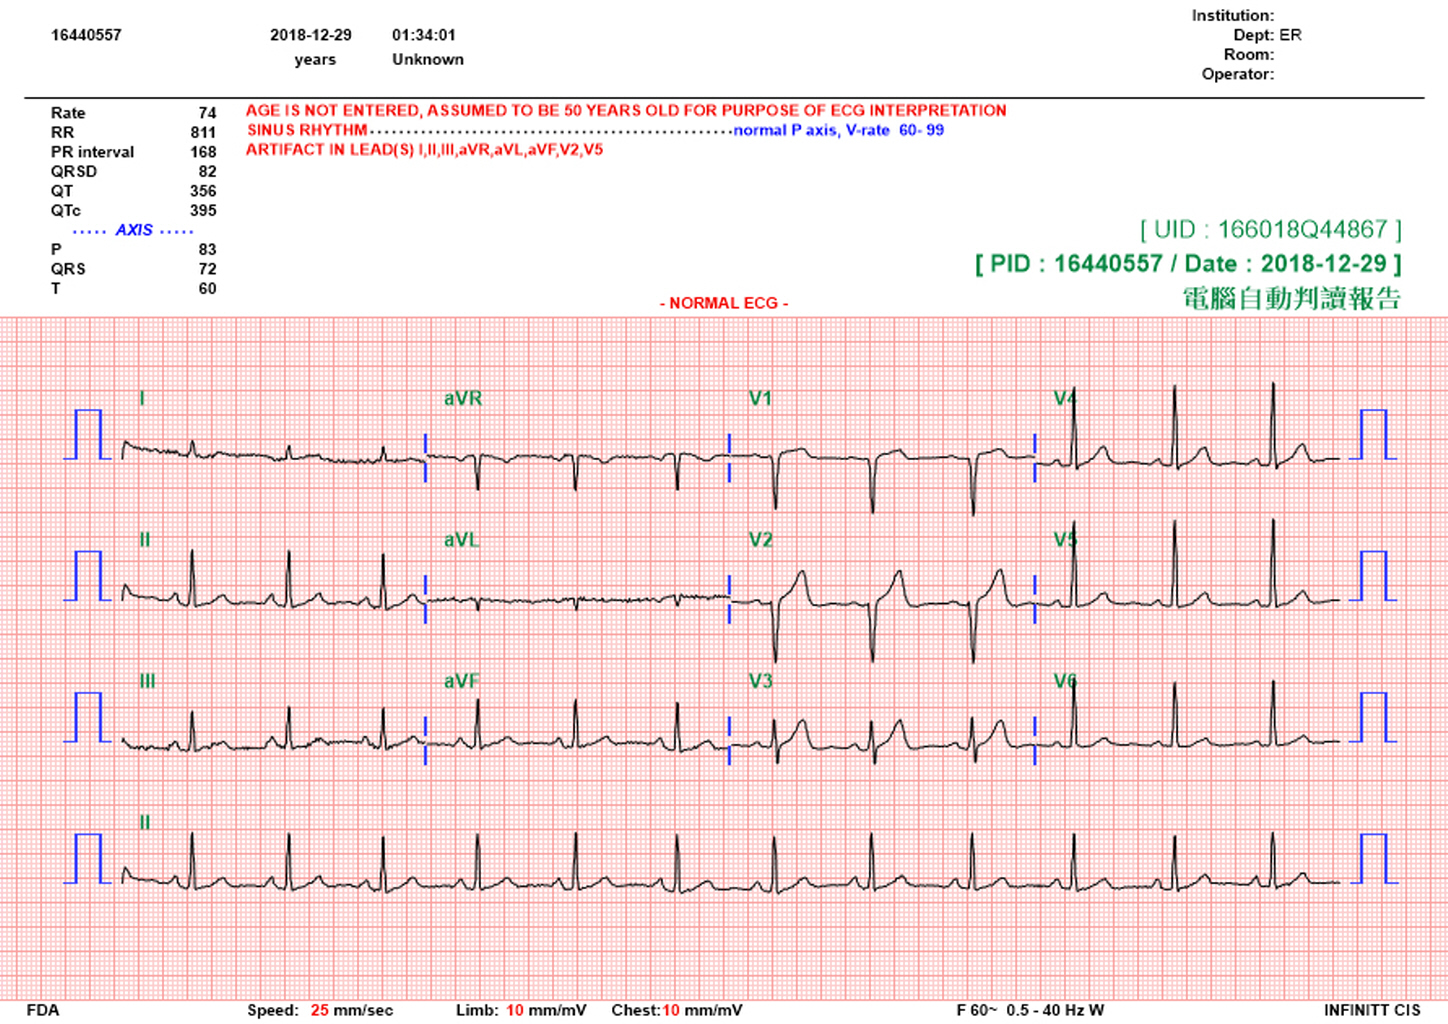 Institution:
16440557 2018-12-29 01:34:01 Dept: ER
years Unknown Room:
Operator:
Rate 74 AGE IS NOT ENTERED, ASSUMED TO BE 50 YEARS OLD FOR PURPOSE OF ECG INTERPRETATION
RR 811 SINUS RHYTHM..................................................normal P axis, V-rate 60- 99
PR interval 168 ARTIFACT IN LEAD(S) I,II,III,aVR,aVL,aVF,V2,V5
QRSD 82
QT 356
QTc 395
..... AXIS .....
P 83
QRS 72
T 60
[ UID : 166018Q44867 ]
[ PID : 16440557 / Date : 2018-12-29 ]
電腦自動判讀報告
- NORMAL ECG -
I aVR V1 V4
II aVL V2 V5
III aVF V3 V6
II
FDA Speed: 25 mm/sec Limb: 10 mm/mV Chest:10 mm/mV F 60~ 0.5 - 40 Hz W INFINITT CIS